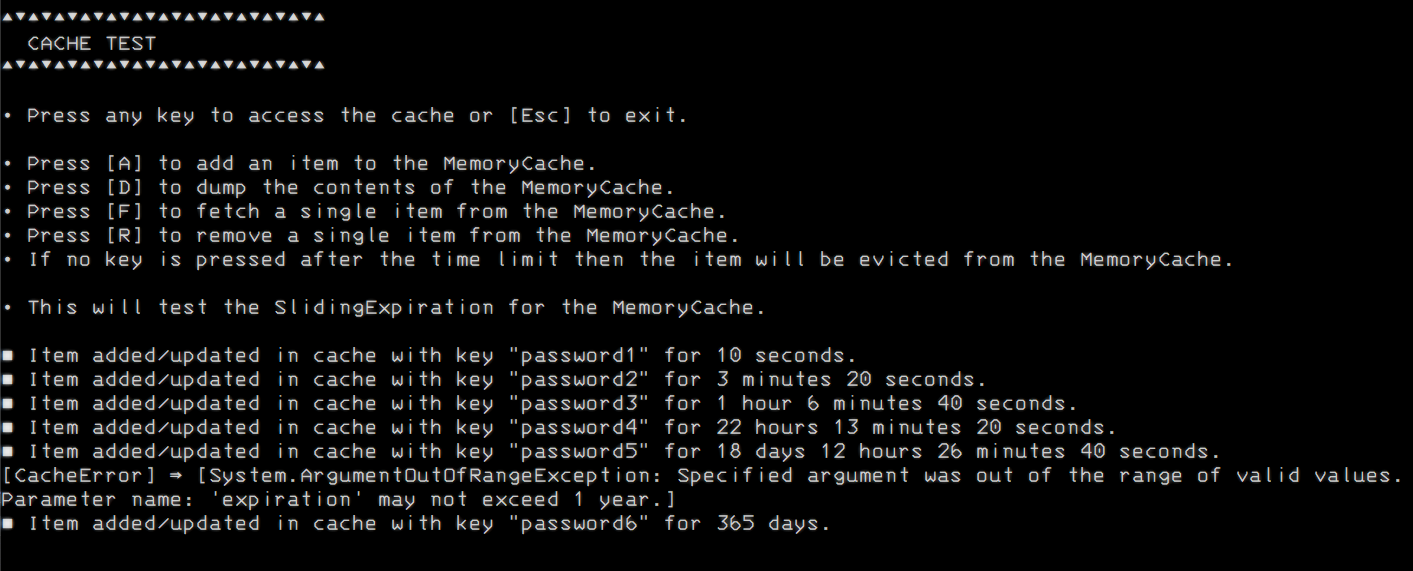 ▲▼▲▼▲▼▲▼▲▼▲▼▲▼▲▼▲▼▲▼▲▼▲▼▲
CACHE TEST
▲▼▲▼▲▼▲▼▲▼▲▼▲▼▲▼▲▼▲▼▲▼▲▼▲
• Press any key to access the cache or [Esc] to exit.
• Press [A] to add an item to the MemoryCache.
• Press [D] to dump the contents of the MemoryCache.
• Press [F] to fetch a single item from the MemoryCache.
• Press [R] to remove a single item from the MemoryCache.
• If no key is pressed after the time limit then the item will be evicted from the MemoryCache.
• This will test the SlidingExpiration for the MemoryCache.
■ Item added/updated in cache with key "password1" for 10 seconds.
■ Item added/updated in cache with key "password2" for 3 minutes 20 seconds.
■ Item added/updated in cache with key "password3" for 1 hour 6 minutes 40 seconds.
■ Item added/updated in cache with key "password4" for 22 hours 13 minutes 20 seconds.
■ Item added/updated in cache with key "password5" for 18 days 12 hours 26 minutes 40 seconds.
[CacheError] ⇒ [System.ArgumentOutOfRangeException: Specified argument was out of the range of valid values.
Parameter name: 'expiration' may not exceed 1 year.]
■ Item added/updated in cache with key "password6" for 365 days.